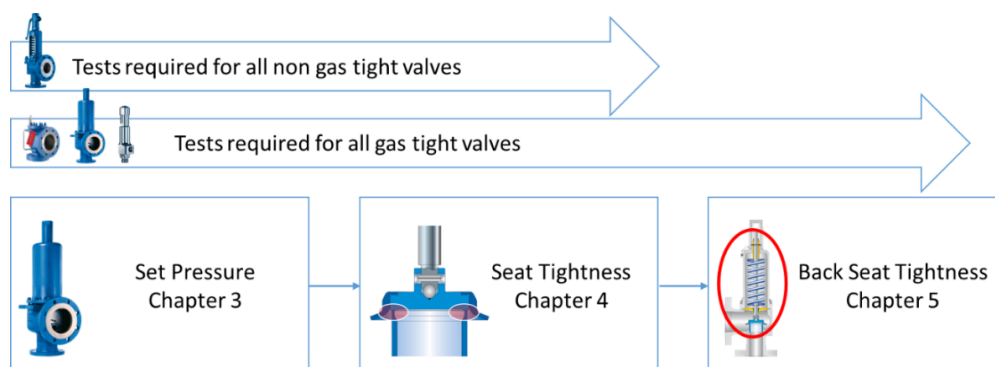 Tests required for all non gas tight valves
Tests required for all gas tight valves
Set Pressure
Chapter 3
Seat Tightness
Chapter 4
Back Seat Tightness
Chapter 5